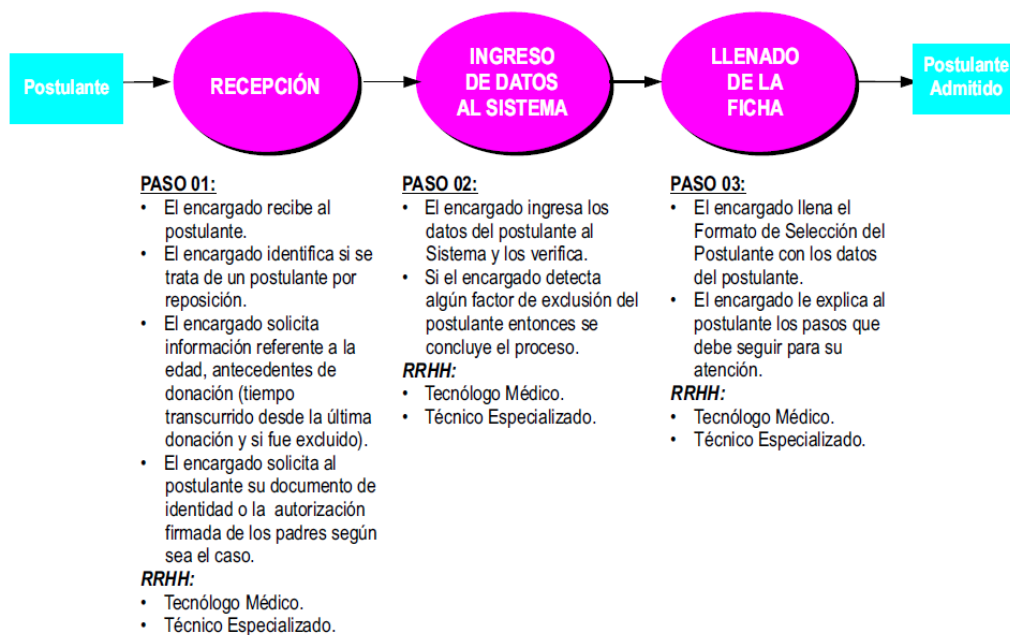 Postulante
RECEPCIÓN
INGRESO
DE DATOS
AL SISTEMA
LLENADO
DE LA
FICHA
Postulante
Admitido
PASO 01:
• El encargado recibe al
postulante.
• El encargado identifica si se
trata de un postulante por
reposición.
• El encargado solicita
información referente a la
edad, antecedentes de
donación (tiempo
transcurrido desde la última
donación y si fue excluido).
• El encargado solicita al
postulante su documento de
identidad o la autorización
firmada de los padres según
sea el caso.
RRHH:
• Tecnólogo Médico.
• Técnico Especializado.
PASO 02:
• El encargado ingresa los
datos del postulante al
Sistema y los verifica.
• Si el encargado detecta
algún factor de exclusión del
postulante entonces se
concluye el proceso.
RRHH:
• Tecnólogo Médico.
• Técnico Especializado.
PASO 03:
• El encargado llena el
Formato de Selección del
Postulante con los datos
del postulante.
• El encargado le explica al
postulante los pasos que
debe seguir para su
atención.
RRHH:
• Tecnólogo Médico.
• Técnico Especializado.